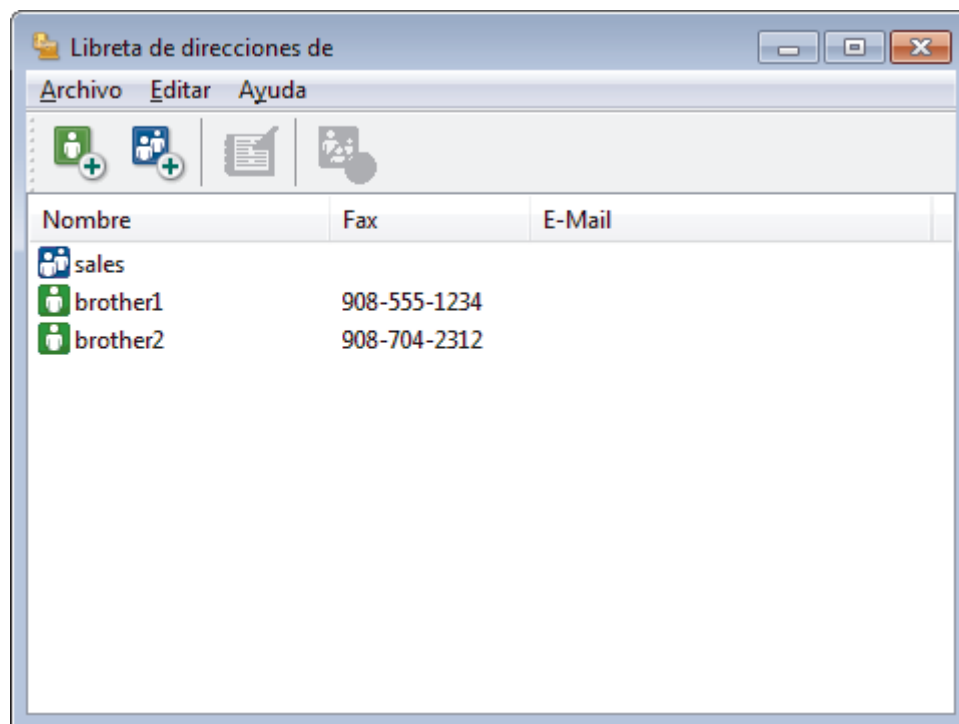 Libreta de direcciones de
Archivo Editar Ayuda
Nombre Fax E-Mail
sales
brother1 908-555-1234
brother2 908-704-2312